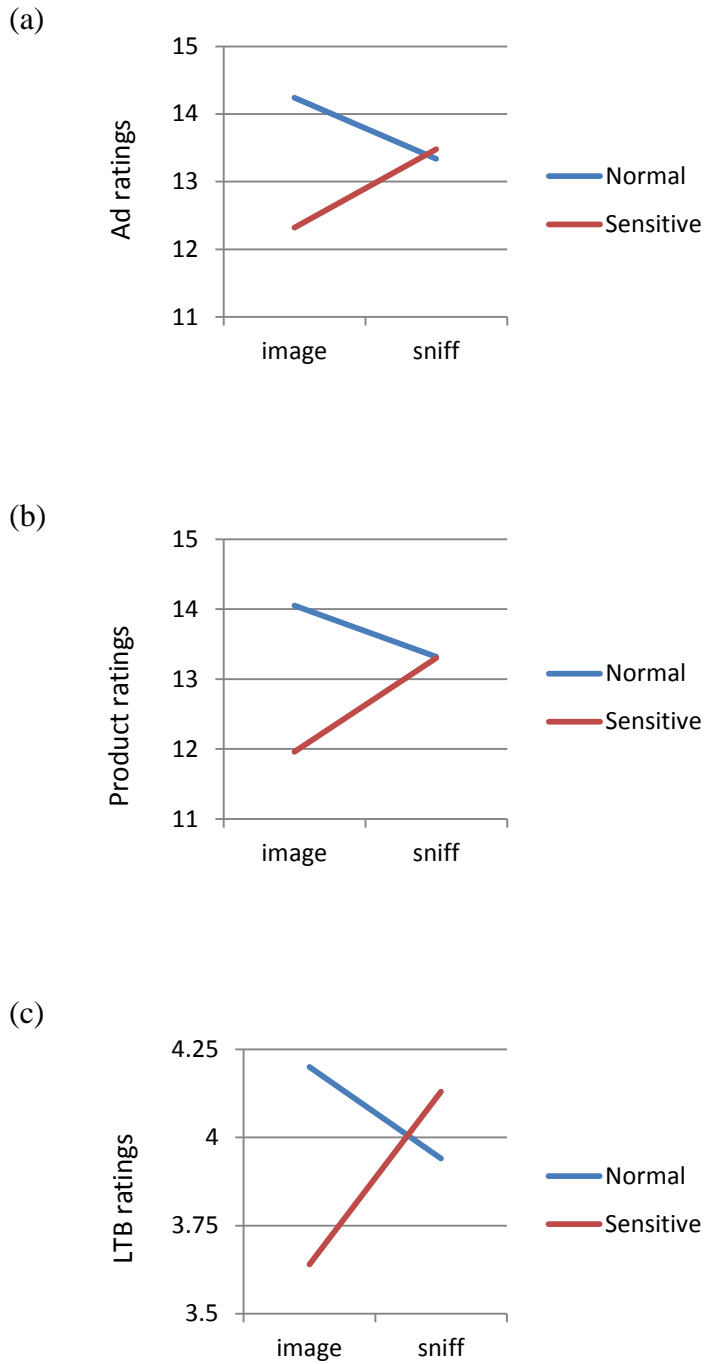 (a)
15
14
13
12
11
Ad ratings
image sniff
Normal
Sensitive
(b)
15
14
13
12
11
Product ratings
image sniff
Normal
Sensitive
(c)
4.25
4
3.75
3.5
LTB ratings
image sniff
Normal
Sensitive